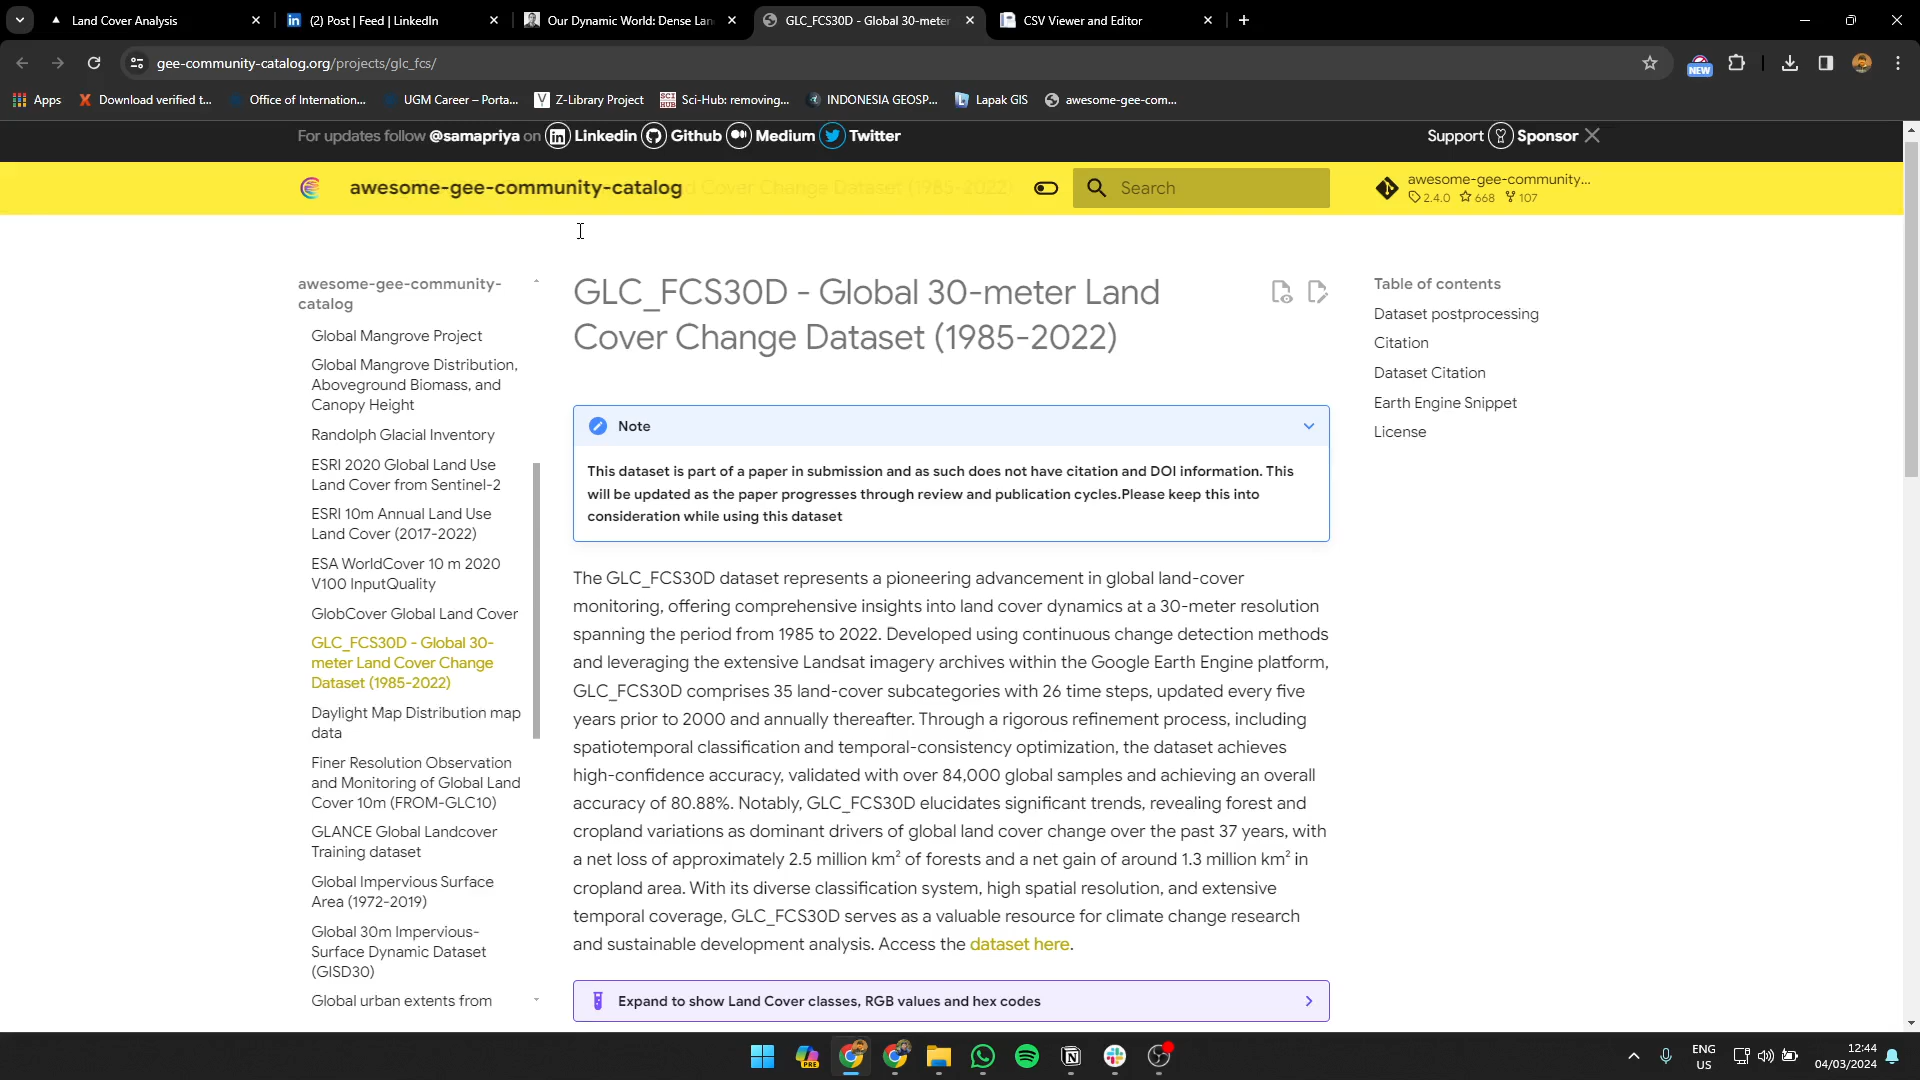 Land Cover Analysis
(2) Post | Feed | LinkedIn
Our Dynamic World: Dense Lan
GLC_FCS30D - Global 30-meter
CSV Viewer and Editor
gee-community-catalog.org/projects/glc_fcs/
NEW
Apps
Download verified t...
Office of Internation...
UGM Career – Porta...
Z-Library Project
Sci-Hub: removing...
INDONESIA GEOSP...
Lapak GIS
awesome-gee-com...
For updates follow @samapriya on Linkedin Github Medium Twitter
Support Sponsor
awesome-gee-community-catalog
d Cover Change Dataset (1985-2022)
Search
awesome-gee-community...
2.4.0 668 107
awesome-gee-community-
catalog
Global Mangrove Project
Global Mangrove Distribution,
Aboveground Biomass, and
Canopy Height
Randolph Glacial Inventory
ESRI 2020 Global Land Use
Land Cover from Sentinel-2
ESRI 10m Annual Land Use
Land Cover (2017-2022)
ESA WorldCover 10 m 2020
V100 InputQuality
GlobCover Global Land Cover
GLC_FCS30D - Global 30-
meter Land Cover Change
Dataset (1985-2022)
Daylight Map Distribution map
data
Finer Resolution Observation
and Monitoring of Global Land
Cover 10m (FROM-GLC10)
GLANCE Global Landcover
Training dataset
Global Impervious Surface
Area (1972-2019)
Global 30m Impervious-
Surface Dynamic Dataset
(GISD30)
Global urban extents from
GLC_FCS30D - Global 30-meter Land
Cover Change Dataset (1985-2022)
Note
This dataset is part of a paper in submission and as such does not have citation and DOI information. This
will be updated as the paper progresses through review and publication cycles.Please keep this into
consideration while using this dataset
The GLC_FCS30D dataset represents a pioneering advancement in global land-cover
monitoring, offering comprehensive insights into land cover dynamics at a 30-meter resolution
spanning the period from 1985 to 2022. Developed using continuous change detection methods
and leveraging the extensive Landsat imagery archives within the Google Earth Engine platform,
GLC_FCS30D comprises 35 land-cover subcategories with 26 time steps, updated every five
years prior to 2000 and annually thereafter. Through a rigorous refinement process, including
spatiotemporal classification and temporal-consistency optimization, the dataset achieves
high-confidence accuracy, validated with over 84,000 global samples and achieving an overall
accuracy of 80.88%. Notably, GLC_FCS30D elucidates significant trends, revealing forest and
cropland variations as dominant drivers of global land cover change over the past 37 years, with
a net loss of approximately 2.5 million km² of forests and a net gain of around 1.3 million km² in
cropland area. With its diverse classification system, high spatial resolution, and extensive
temporal coverage, GLC_FCS30D serves as a valuable resource for climate change research
and sustainable development analysis. Access the dataset here.
Expand to show Land Cover classes, RGB values and hex codes
Table of contents
Dataset postprocessing
Citation
Dataset Citation
Earth Engine Snippet
License
PRE
ENG
US
12:44
04/03/2024